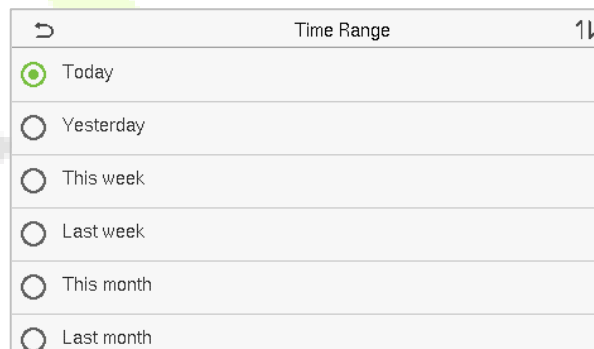 Time Range
Today
Yesterday
This week
Last week
This month
Last month